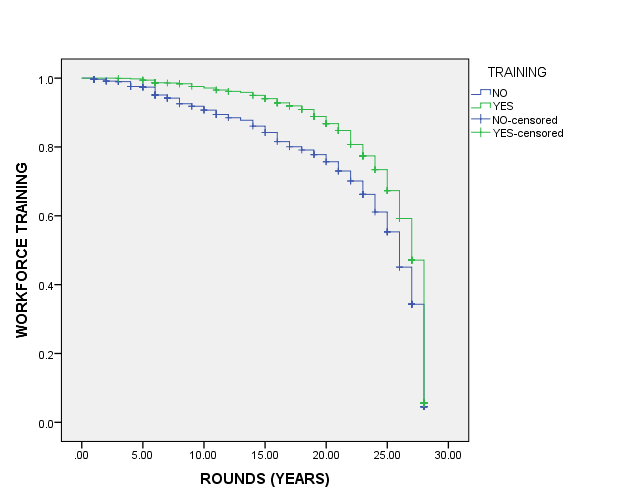 TRAINING
NO
YES
NO-censored
YES-censored
WORKFORCE TRAINING
1.0
0.8
0.6
0.4
0.2
0.0
.00 5.00 10.00 15.00 20.00 25.00 30.00
ROUNDS (YEARS)